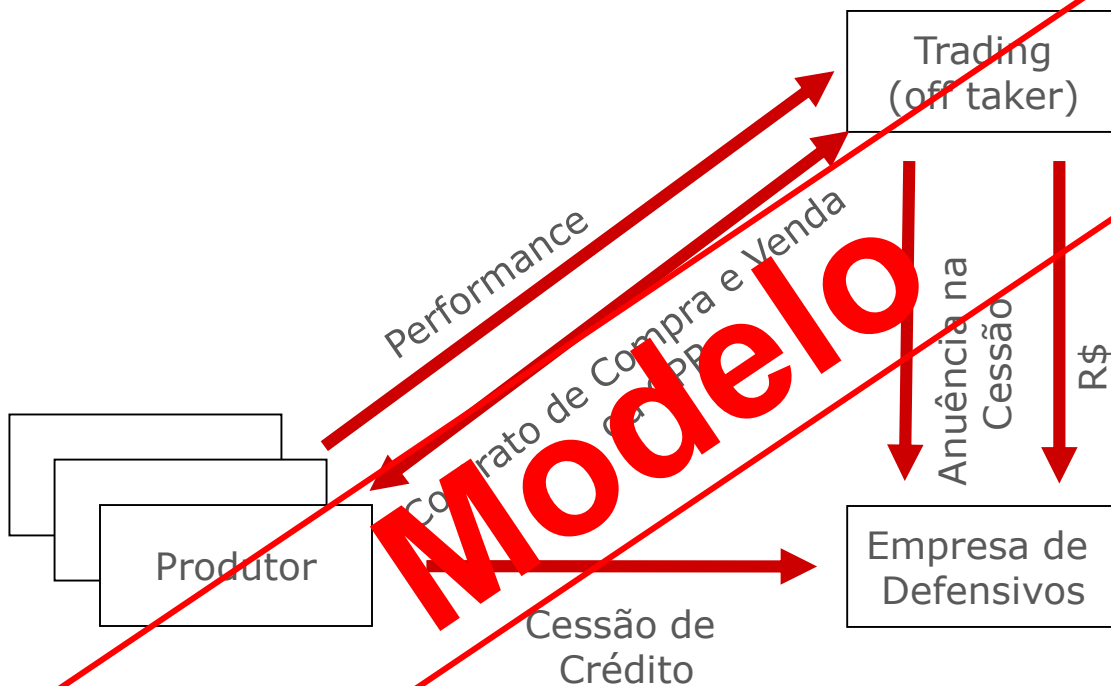 Trading
(off taker)
Performance
Contrato de Compra e Venda
Modelo
Anuência na
Cessão
R$
Produtor
Empresa de
Defensivos
Cessão de
Crédito